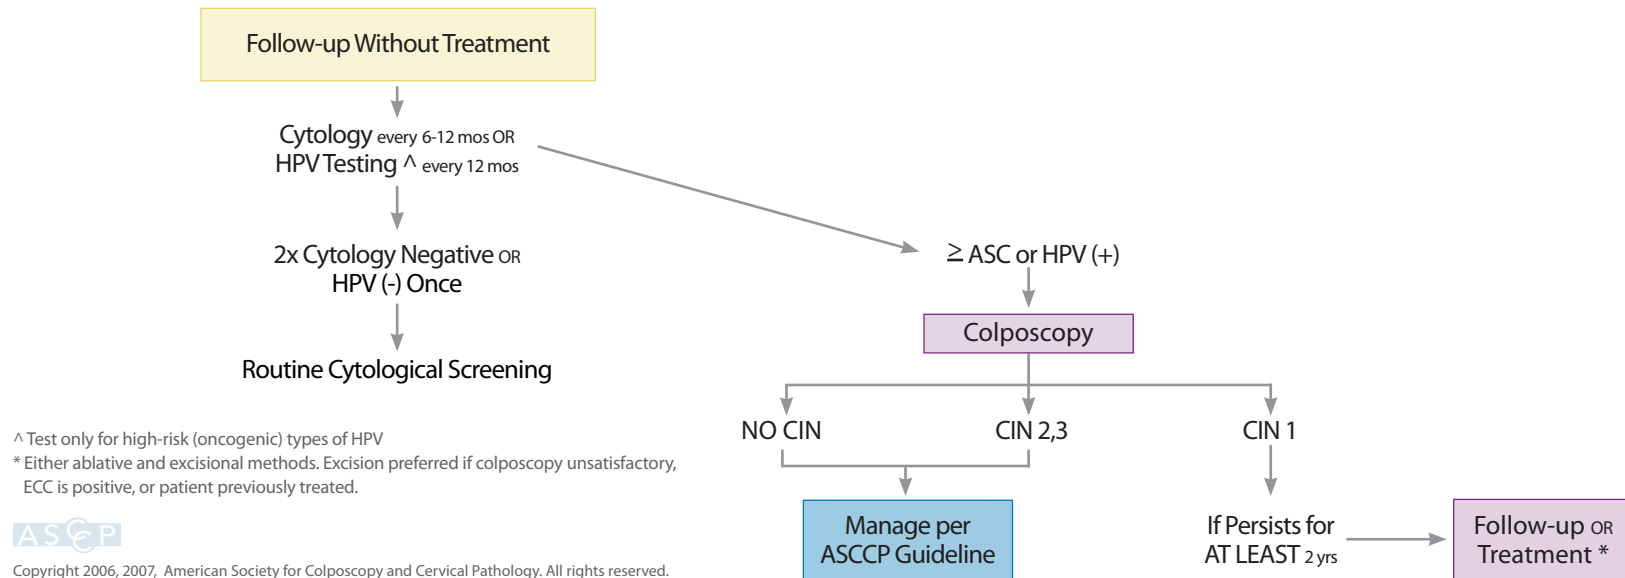 Follow-up Without Treatment
Cytology every 6-12 mos OR
HPV Testing ^ every 12 mos
2x Cytology Negative OR
HPV (-) Once
Routine Cytological Screening
≥ ASC or HPV (+)
Colposcopy
NO CIN
CIN 2,3
CIN 1
Manage per
ASCCP Guideline
If Persists for
AT LEAST 2 yrs
Follow-up OR
Treatment *
^ Test only for high-risk (oncogenic) types of HPV
* Either ablative and excisional methods. Excision preferred if colposcopy unsatisfactory,
ECC is positive, or patient previously treated.
ASCCP
Copyright 2006, 2007, American Society for Colposcopy and Cervical Pathology. All rights reserved.